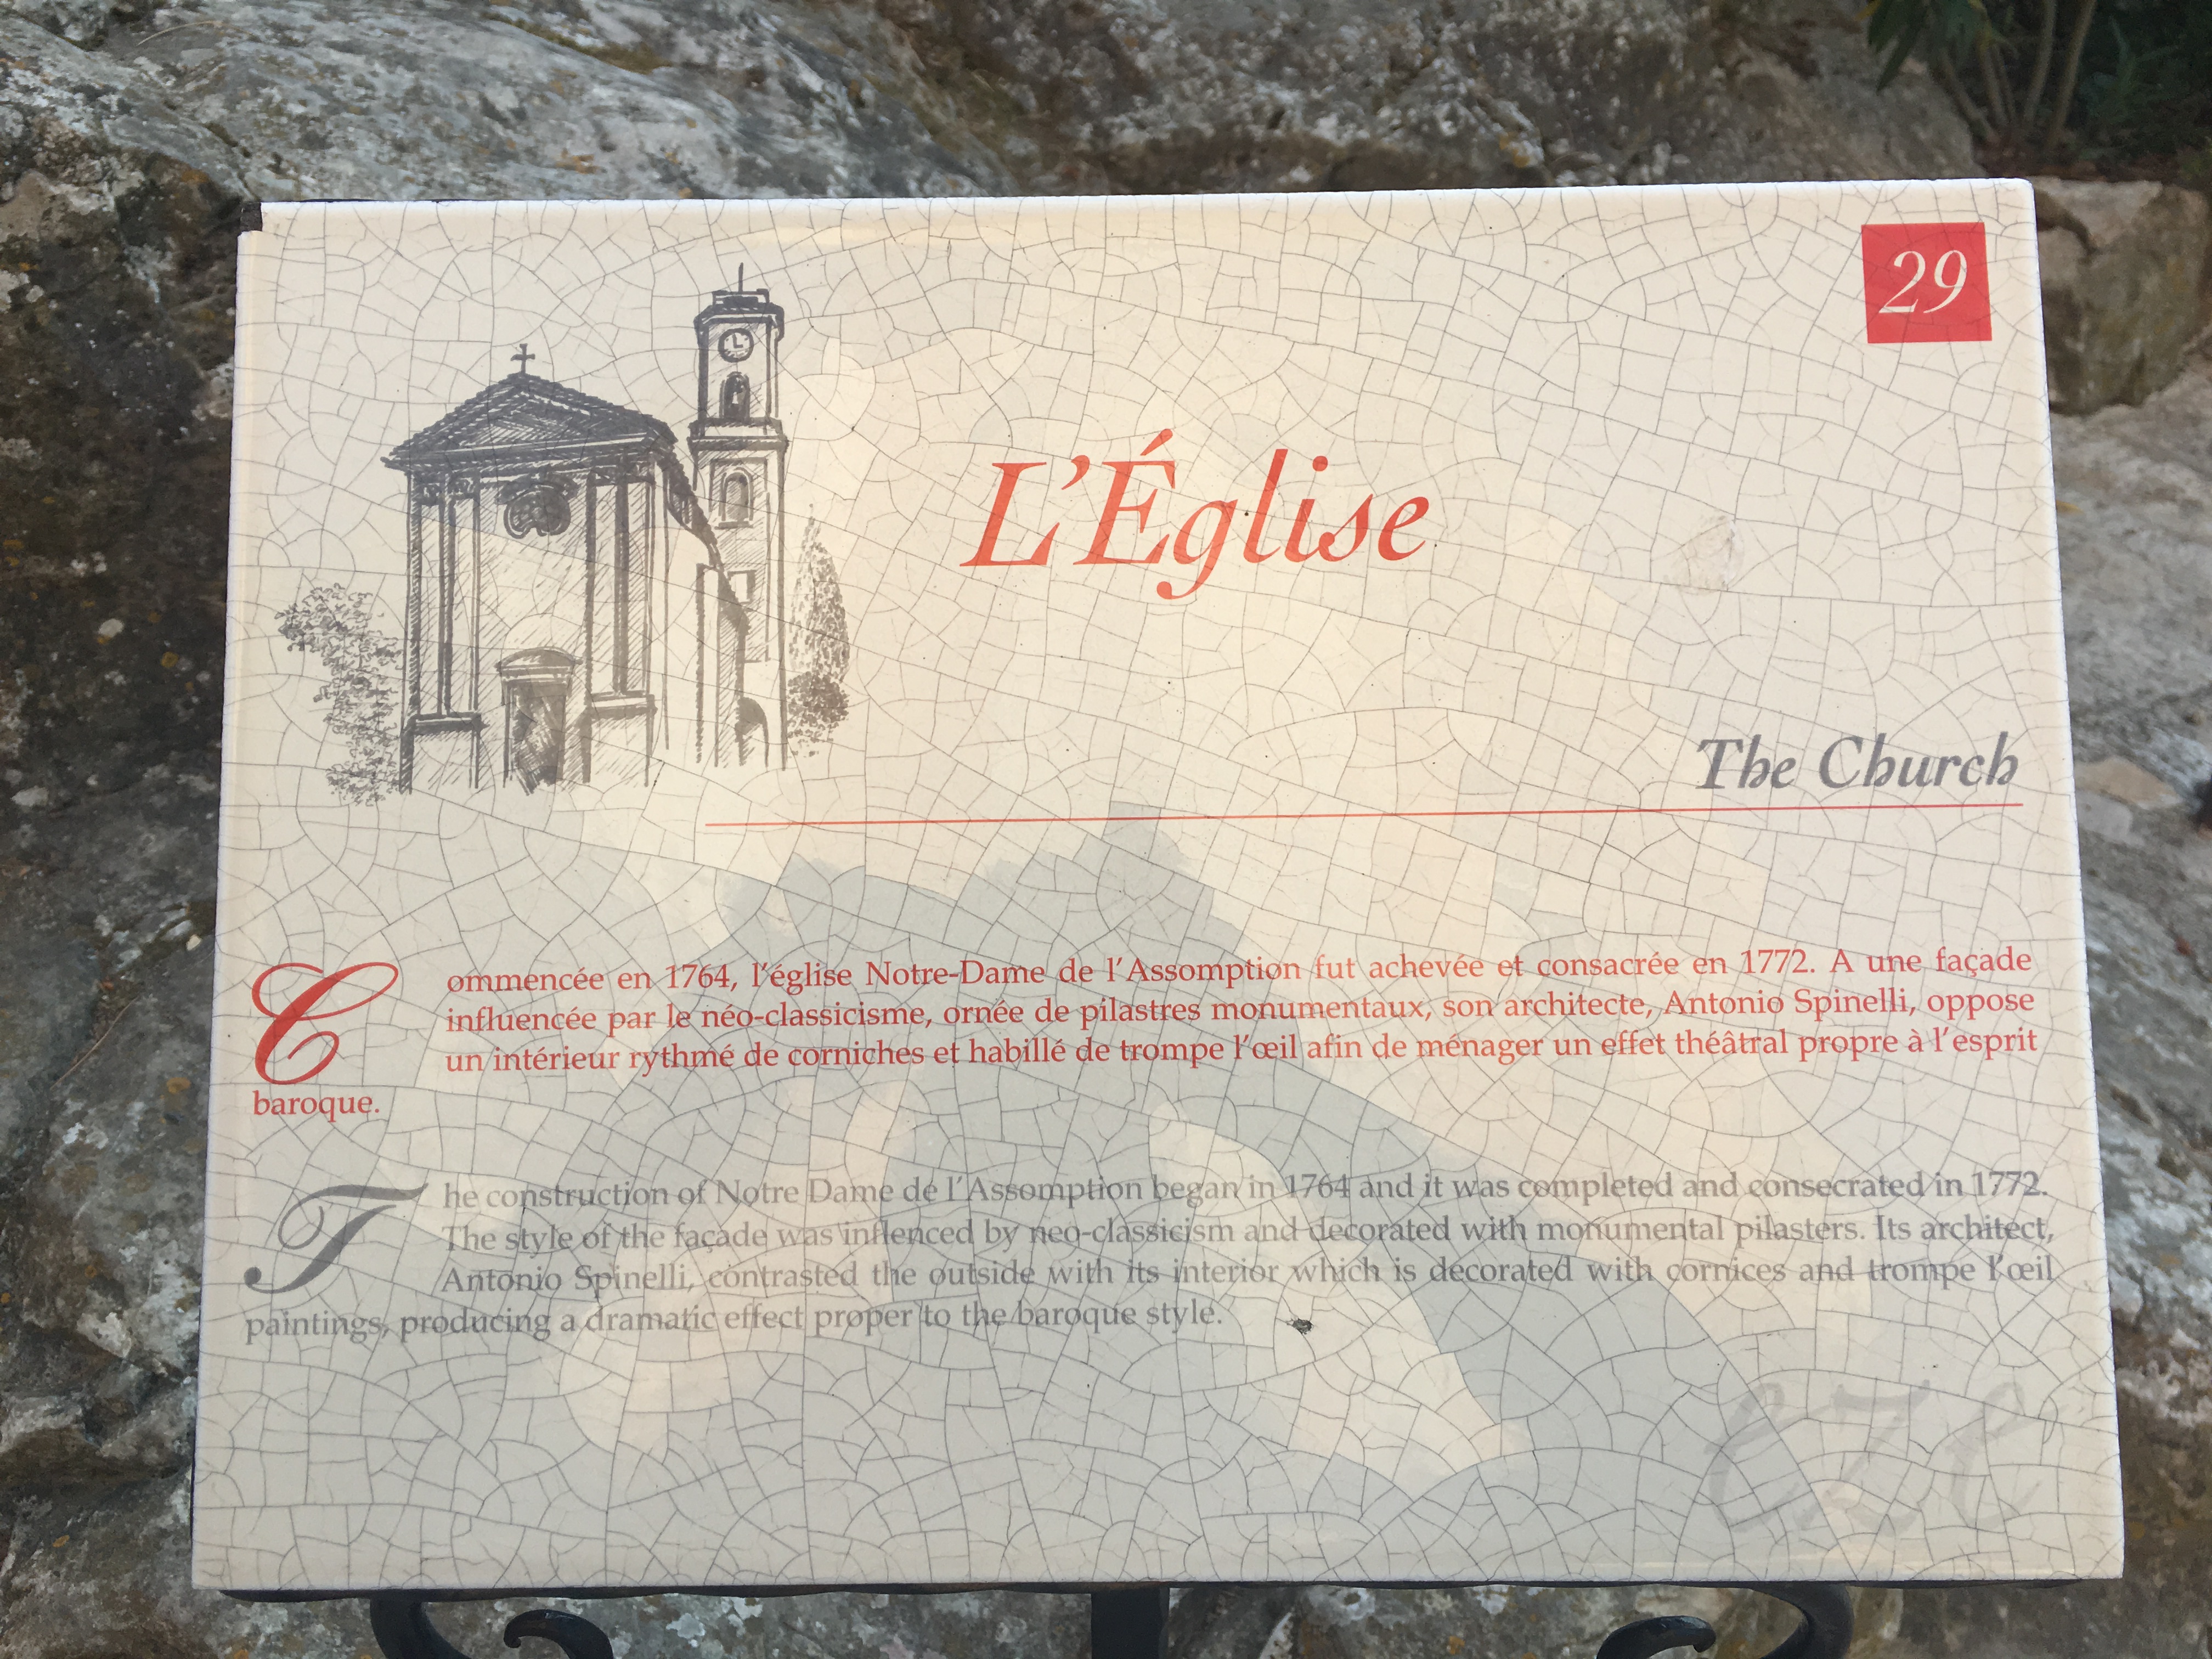 29
L'Église
The Church
Commencée en 1764, l'église Notre-Dame de l'Assomption fut achevée et consacrée en 1772. A une façade
influencée par le néo-classicisme, ornée de pilastres monumentaux, son architecte, Antonio Spinelli, oppose
un intérieur rythmé de corniches et habillé de trompe l'œil afin de ménager un effet théâtral propre à l'esprit
baroque.
The construction of Notre Dame de l'Assomption began in 1764 and it was completed and consecrated in 1772.
The style of the façade was inflenced by neo-classicism and decorated with monumental pilasters. Its architect,
Antonio Spinelli, contrasted the outside with its interior which is decorated with cornices and trompe l'œil
paintings, producing a dramatic effect proper to the baroque style.